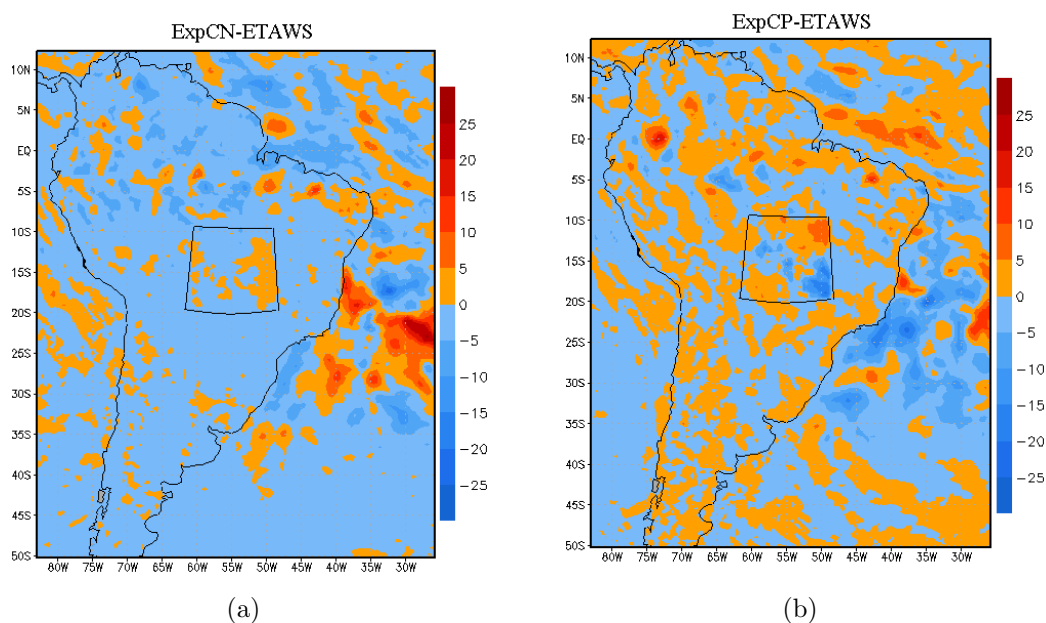 ExpCN-ETAWS
10N
5N
EQ
5S
10S
15S
20S
25S
30S
35S
40S
45S
50S
80W 75W 70W 65W 60W 55W 50W 45W 40W 35W 30W
25
20
15
10
5
0
−5
−10
−15
−20
−25
(a)
ExpCP-ETAWS
10N
5N
EQ
5S
10S
15S
20S
25S
30S
35S
40S
45S
50S
80W 75W 70W 65W 60W 55W 50W 45W 40W 35W 30W
25
20
15
10
5
0
−5
−10
−15
−20
−25
(b)